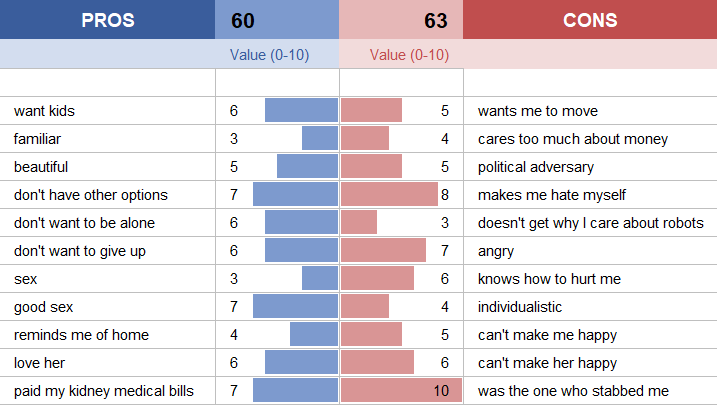 PROS 60 63 CONS
Value (0-10) Value (0-10)
want kids 6 5 wants me to move
familiar 3 4 cares too much about money
beautiful 5 5 political adversary
don't have other options 7 8 makes me hate myself
don't want to be alone 6 3 doesn't get why I care about robots
don't want to give up 6 7 angry
sex 3 6 knows how to hurt me
good sex 7 4 individualistic
reminds me of home 4 5 can't make me happy
love her 6 6 can't make her happy
paid my kidney medical bills 7 10 was the one who stabbed me